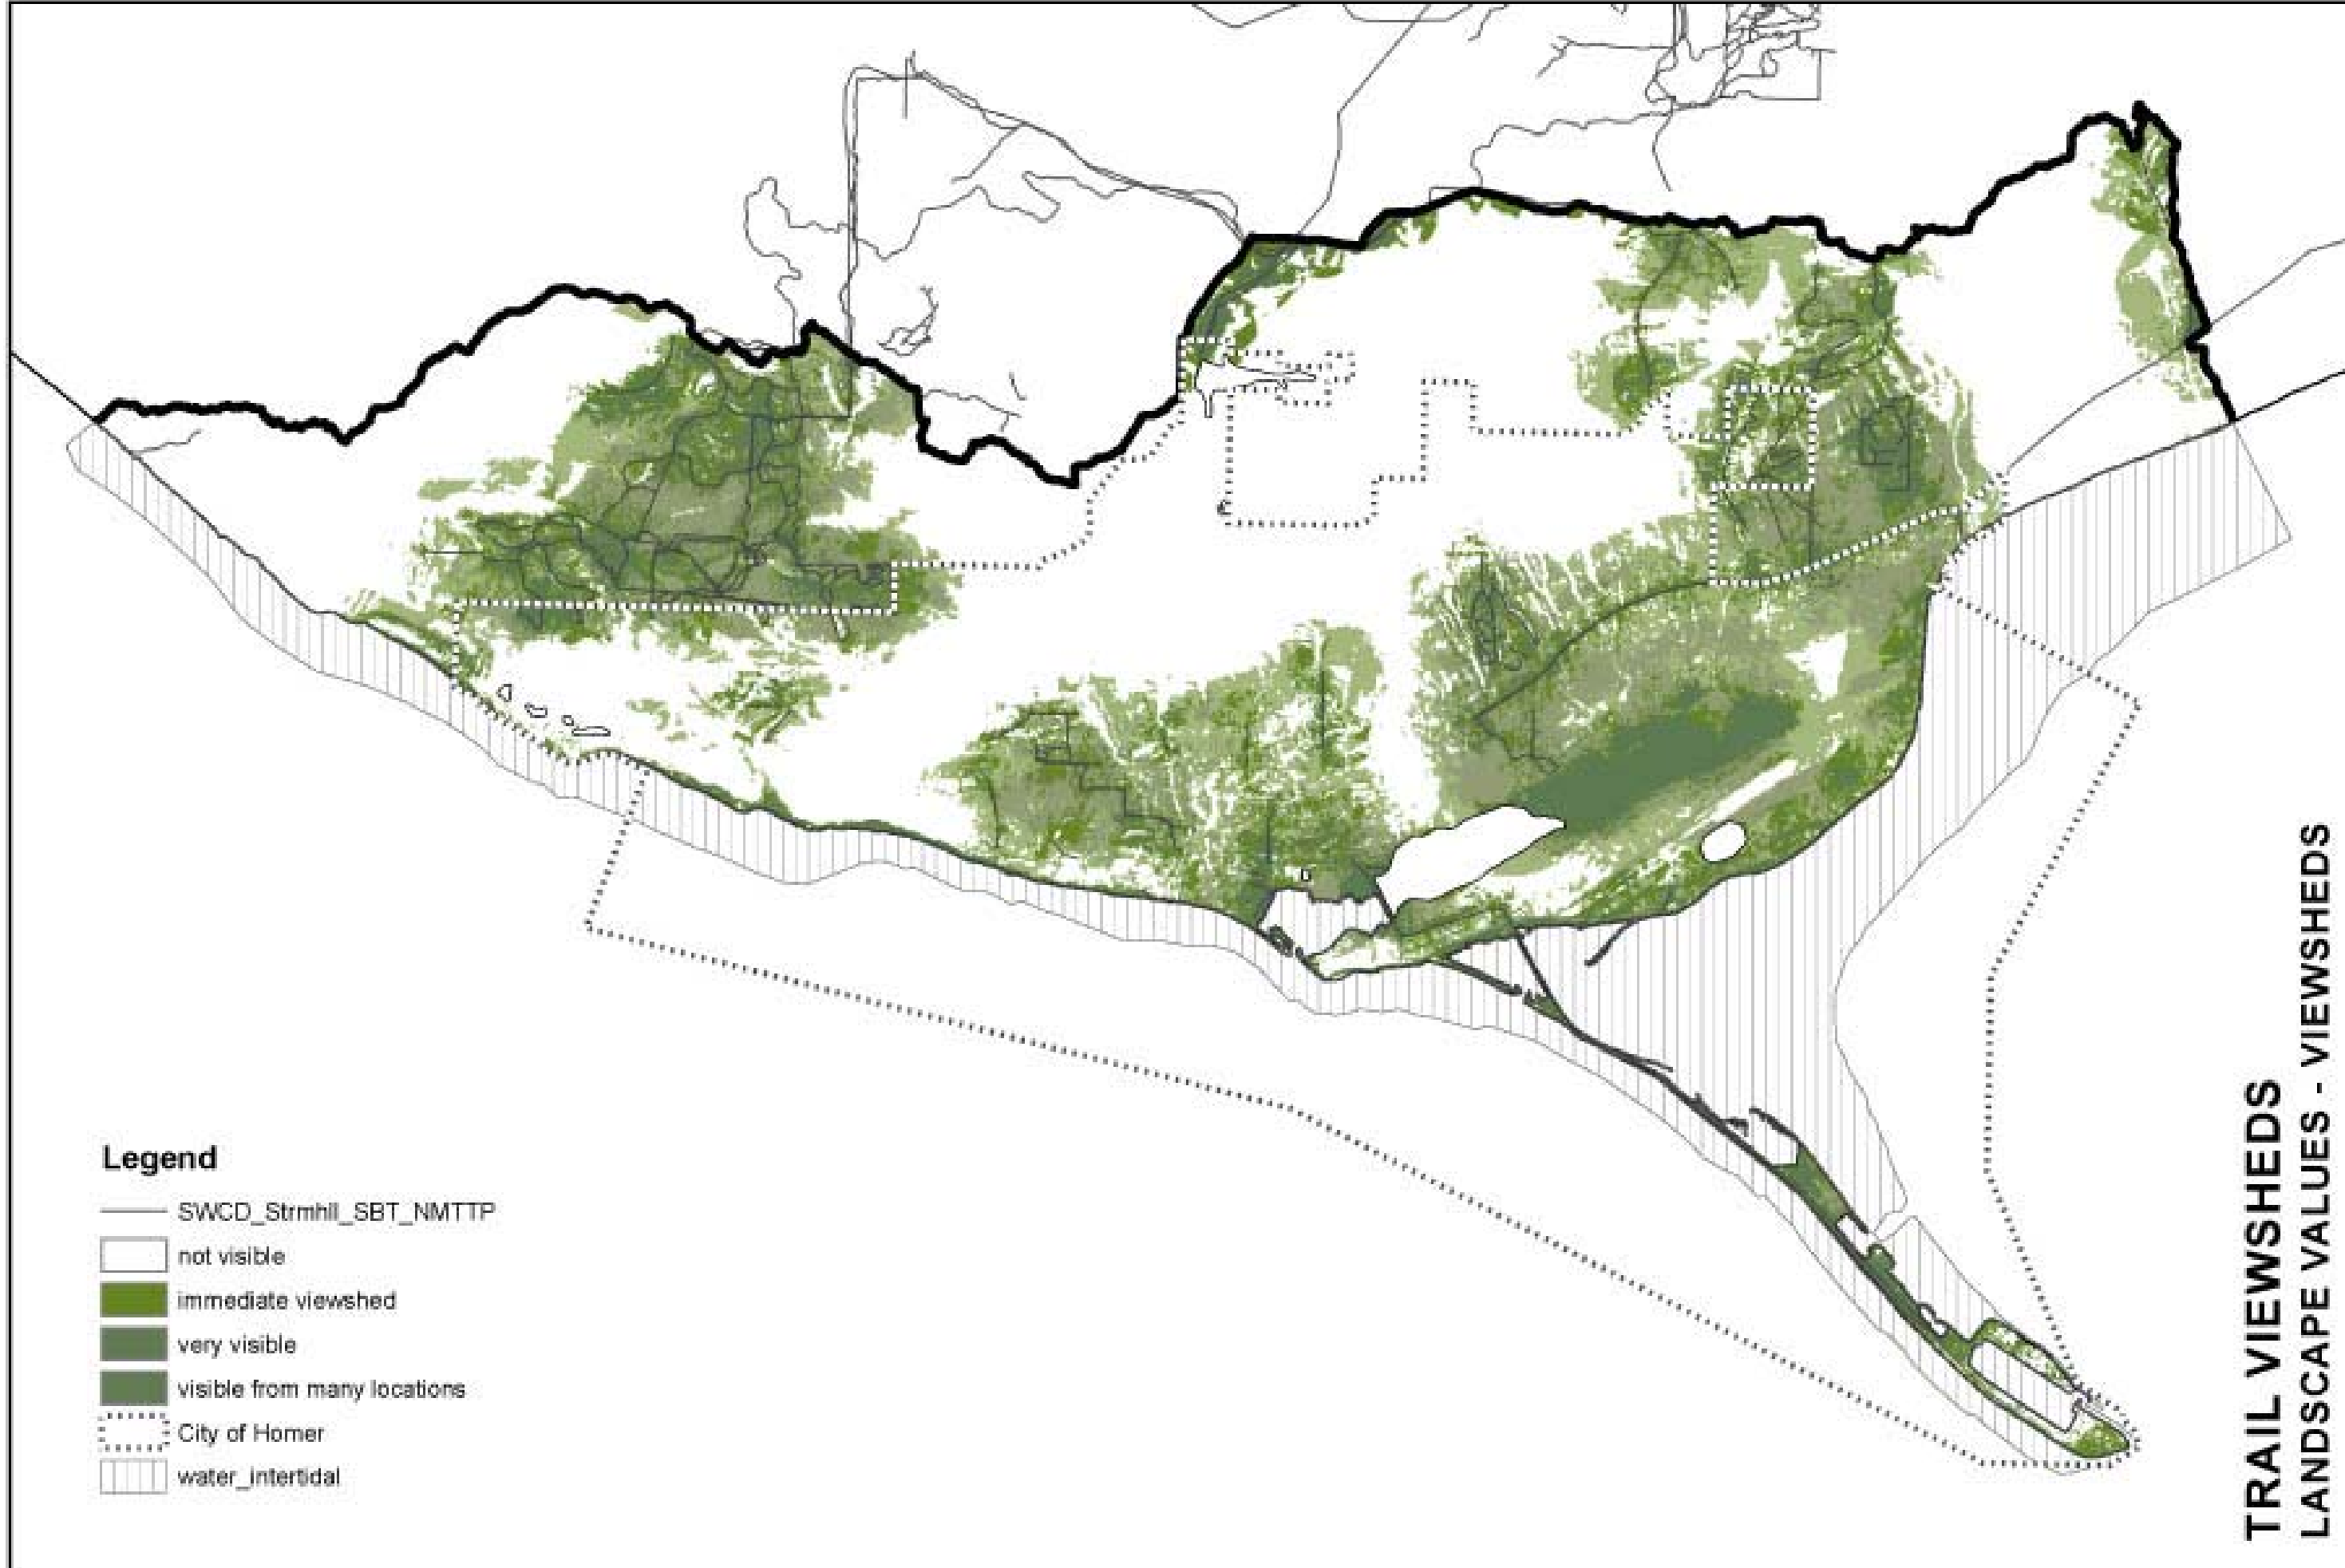 Legend
SWCD_Strmhll_SBT_NMTTP
not visible
immediate viewshed
very visible
visible from many locations
City of Homer
water_intertidal
TRAIL VIEWSHEDS
LANDSCAPE VALUES - VIEWSHEDS